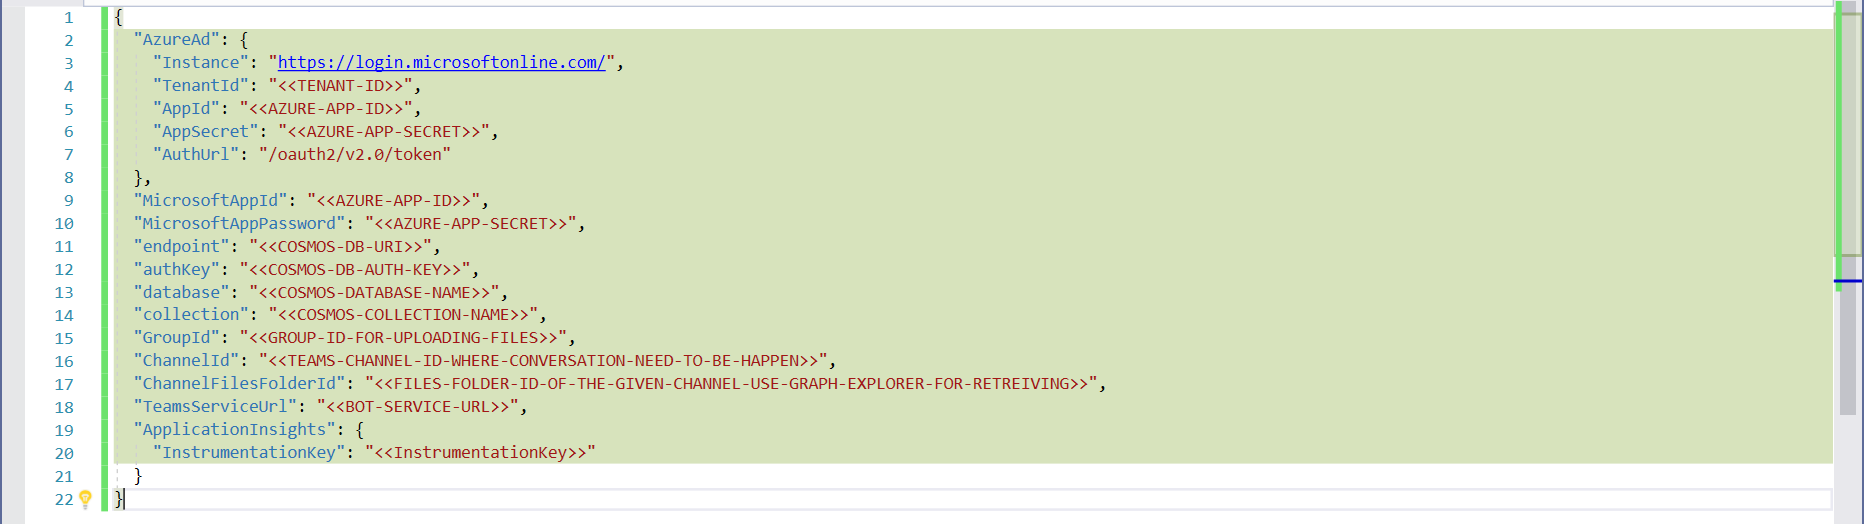 1 {
2 "AzureAd": {
3 "Instance": "https://login.microsoftonline.com/",
4 "TenantId": "<<TENANT-ID>>",
5 "AppId": "<<AZURE-APP-ID>>",
6 "AppSecret": "<<AZURE-APP-SECRET>>",
7 "AuthUrl": "/oauth2/v2.0/token"
8 },
9 "MicrosoftAppId": "<<AZURE-APP-ID>>",
10 "MicrosoftAppPassword": "<<AZURE-APP-SECRET>>",
11 "endpoint": "<<COSMOS-DB-URI>>",
12 "authKey": "<<COSMOS-DB-AUTH-KEY>>",
13 "database": "<<COSMOS-DATABASE-NAME>>",
14 "collection": "<<COSMOS-COLLECTION-NAME>>",
15 "GroupId": "<<GROUP-ID-FOR-UPLOADING-FILES>>",
16 "ChannelId": "<<TEAMS-CHANNEL-ID-WHERE-CONVERSATION-NEED-TO-BE-HAPPEN>>",
17 "ChannelFilesFolderId": "<<FILES-FOLDER-ID-OF-THE-GIVEN-CHANNEL-USE-GRAPH-EXPLORER-FOR-RETREIVING>>",
18 "TeamsServiceUrl": "<<BOT-SERVICE-URL>>",
19 "ApplicationInsights": {
20 "InstrumentationKey": "<<InstrumentationKey>>"
21 }
22 }